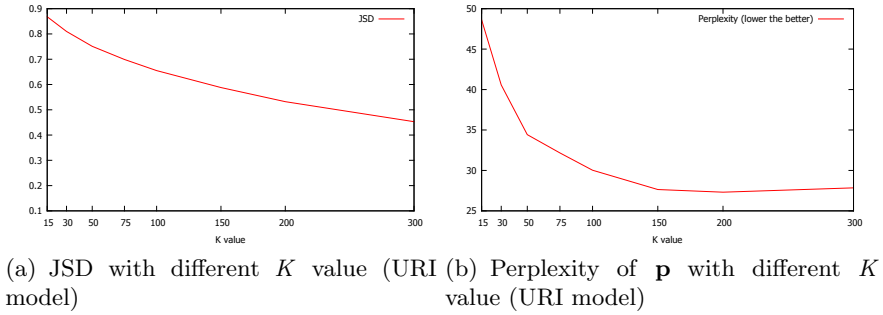 0.9
0.8
0.7
0.6
0.5
0.4
0.3
0.2
0.1
JSD
15 30 50 75 100 150 200 300
K value
50
45
40
35
30
25
Perplexity (lower the better)
15 30 50 75 100 150 200 300
K value
(a) JSD with different K value (URI
model)
(b) Perplexity of p with different K
value (URI model)